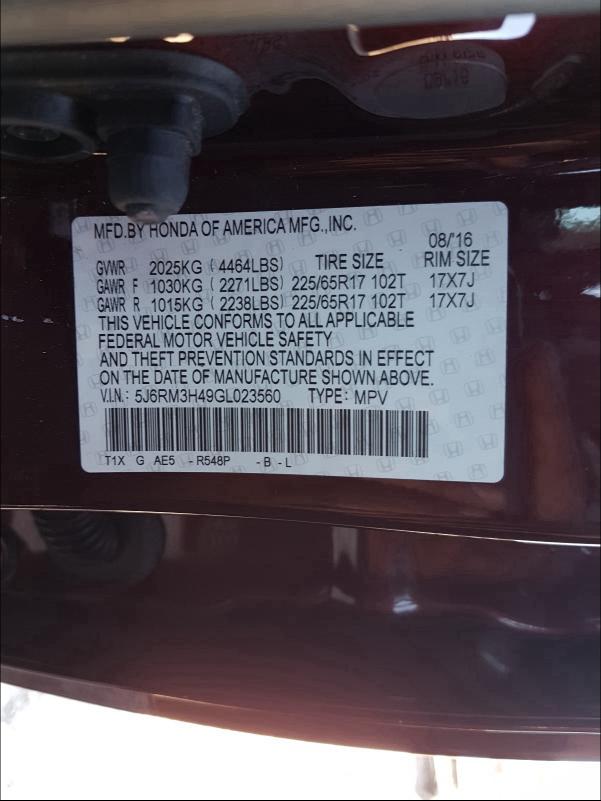 MFD.BY HONDA OF AMERICA MFG.,INC.
08/'16
GVWR 2025KG ( 4464LBS) TIRE SIZE RIM SIZE
GAWR F 1030KG ( 2271LBS) 225/65R17 102T 17X7J
GAWR R 1015KG ( 2238LBS) 225/65R17 102T 17X7J
THIS VEHICLE CONFORMS TO ALL APPLICABLE
FEDERAL MOTOR VEHICLE SAFETY
AND THEFT PREVENTION STANDARDS IN EFFECT
ON THE DATE OF MANUFACTURE SHOWN ABOVE.
V.I.N.: 5J6RM3H49GL023560 TYPE: MPV
T1X G AE5 -R548P -B -L